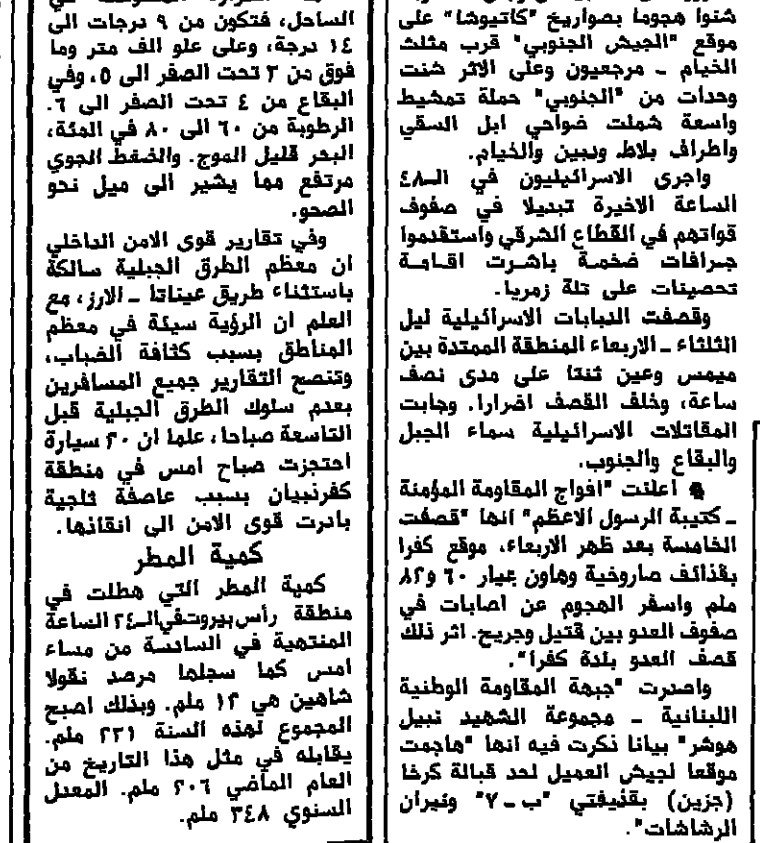 شنوا هجوما بصواريخ "كاتيوشا" على
موقع "الجيش الجنوبي" قرب مثلث
الخيام ـ مرجعيون وعلى الاثر شنت
وحدات من "الجنوبي" حملة تمشيط
واسعة شملت ضواحي ابل السقي
واطراف بلاط ودبين والخيام.
واجرى الاسرائيليون في الـ٤٨
الساعة الاخيرة تبديلا في صفوف
قواتهم في القطاع الشرقي واستقدموا
جرافات ضخمة باشرت اقامة
تحصينات على تلة زمريا.
وقصفت الدبابات الاسرائيلية ليل
الثلثاء ـ الاربعاء المنطقة الممتدة بين
ميمس وعين ثنتا على مدى نصف
ساعة، وخلف القصف اضرارا. وجابت
المقاتلات الاسرائيلية سماء الجبل
والبقاع والجنوب.
● اعلنت "افواج المقاومة المؤمنة
ـ كتيبة الرسول الاعظم" انها "قصفت
الخامسة بعد ظهر الاربعاء، موقع كفرا
بقذائف صاروخية وهاون عيار ٦٠ و٨٢
ملم واسفر الهجوم عن اصابات في
صفوف العدو بين قتيل وجريح. اثر ذلك
قصف العدو بلدة كفرا".
واصدرت "جبهة المقاومة الوطنية
اللبنانية ـ مجموعة الشهيد نبيل
هوشر" بيانا ذكرت فيه انها "هاجمت
موقعا لجيش العميل لحد قبالة كرخا
(جزين) بقذيفتي "ب ـ ٧" ونيران
الرشاشات".
الساحل، فتكون من ٩ درجات الى
١٤ درجة، وعلى علو الف متر وما
فوق من ٢ تحت الصفر الى ٥، وفي
البقاع من ٤ تحت الصفر الى ٦.
الرطوبة من ٦٠ الى ٨٠ في المئة،
البحر قليل الموج. والضغط الجوي
مرتفع مما يشير الى ميل نحو
الصحو.
وفي تقارير قوى الامن الداخلي
ان معظم الطرق الجبلية سالكة
باستثناء طريق عيناتا ـ الارز، مع
العلم ان الرؤية سيئة في معظم
المناطق بسبب كثافة الضباب،
وتنصح التقارير جميع المسافرين
بعدم سلوك الطرق الجبلية قبل
التاسعة صباحا، علما ان ٢٠ سيارة
احتجزت صباح امس في منطقة
كفرنبيان بسبب عاصفة ثلجية
بادرت قوى الامن الى انقاذها.
كمية المطر
كمية المطر التي هطلت في
منطقة رأس بيروت في الـ٢٤ الساعة
المنتهية في السادسة من مساء
امس كما سجلها مرصد نقولا
شاهين هي ١٢ ملم. وبذلك اصبح
المجموع لهذه السنة ٢٢١ ملم.
يقابله في مثل هذا التاريخ من
العام الماضي ٢٠٦ ملم. المعدل
السنوي ٣٤٨ ملم.